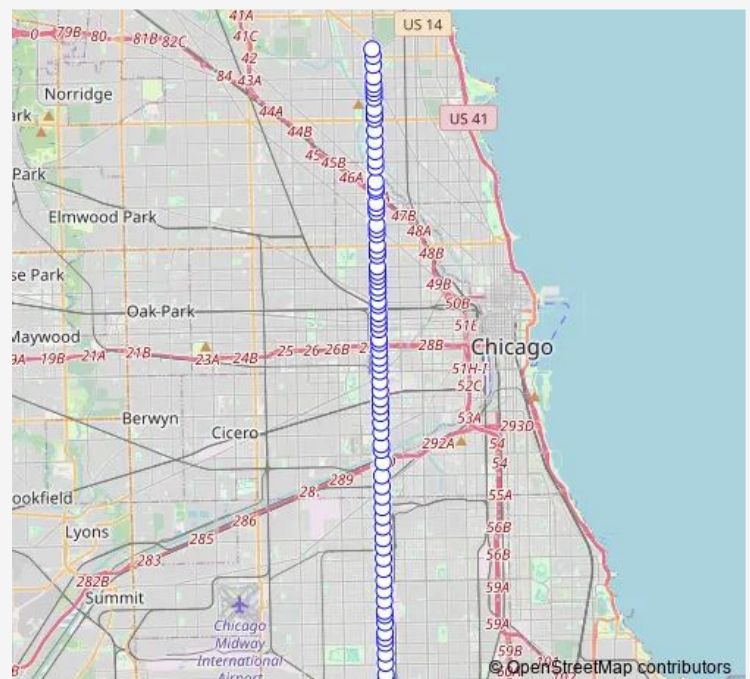 US 14
41A
0 79B 80 81B 82C
41C
42
84 43A
Norridge
44A
US 41
44B
45 45B
Park
46A
Elmwood Park
47B
48A
48B
se Park
49B
Oak Park
50B
Maywood
28B
Chicago
9A 19B 21A 21B 23A 24B 25 26 26B
51H-I
52C
Berwyn
53A
293D
Cicero
292A
54
54
289
ookfield
55A
286
Lyons
285
56B
283
56B
282B
59A
Summit
Chicago
Midway
International
Airport
59A
59B
© OpenStreetMap contributors